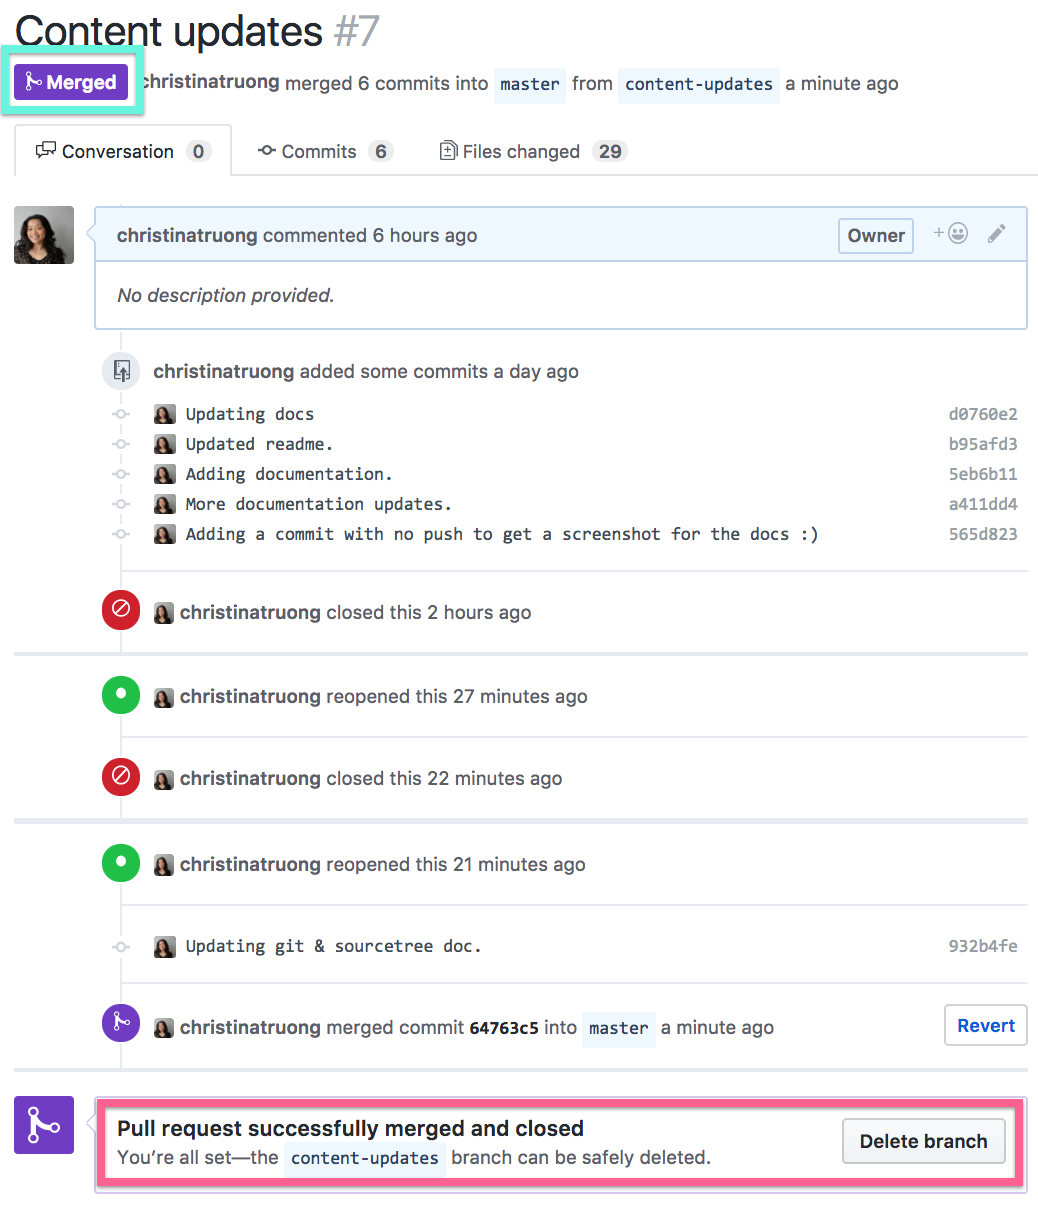 Content updates #7
Merged christinatruong merged 6 commits into master from content-updates a minute ago
Conversation 0 Commits 6 Files changed 29
christinatruong commented 6 hours ago Owner +
No description provided.
christinatruong added some commits a day ago
Updating docs d0760e2
Updated readme. b95afd3
Adding documentation. 5eb6b11
More documentation updates. a411dd4
Adding a commit with no push to get a screenshot for the docs :) 565d823
christinatruong closed this 2 hours ago
christinatruong reopened this 27 minutes ago
christinatruong closed this 22 minutes ago
christinatruong reopened this 21 minutes ago
Updating git & sourcetree doc. 932b4fe
christinatruong merged commit 64763c5 into master a minute ago Revert
Pull request successfully merged and closed
You’re all set—the content-updates branch can be safely deleted. Delete branch